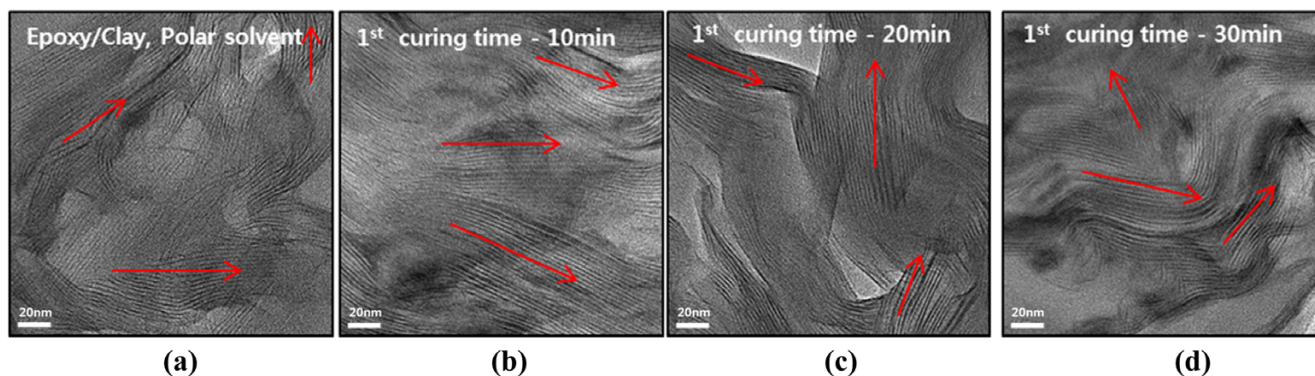 Epoxy/Clay, Polar solvent
20nm
1st curing time - 10min
20nm
1st curing time - 20min
20nm
1st curing time - 30min
20nm
(a)
(b)
(c)
(d)